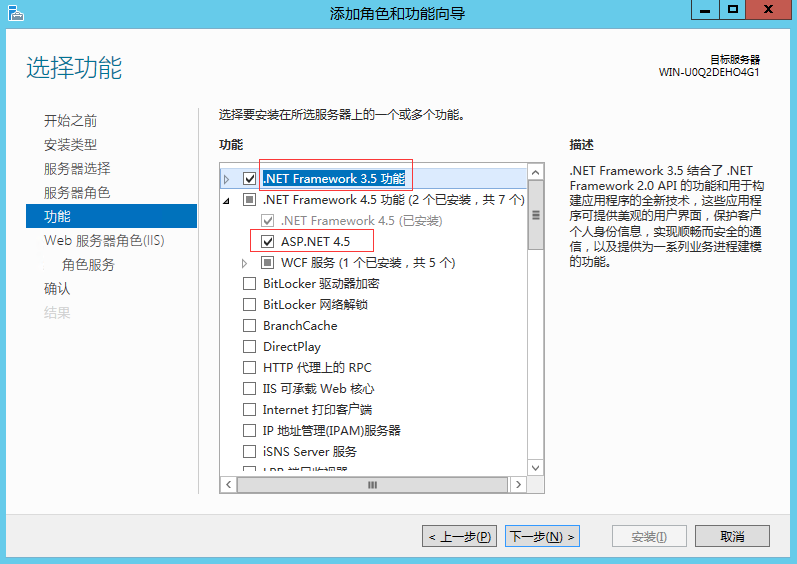 添加角色和功能向导
选择功能
目标服务器
WIN-U0Q2DEHO4G1
开始之前
安装类型
服务器选择
服务器角色
功能
Web 服务器角色(IIS)
角色服务
确认
结果
选择要安装在所选服务器上的一个或多个功能。
功能
.NET Framework 3.5 功能
.NET Framework 4.5 功能 (2 个已安装，共 7 个)
.NET Framework 4.5 (已安装)
ASP.NET 4.5
WCF 服务 (1 个已安装，共 5 个)
BitLocker 驱动器加密
BitLocker 网络解锁
BranchCache
DirectPlay
HTTP 代理上的 RPC
IIS 可承载 Web 核心
Internet 打印客户端
IP 地址管理(IPAM)服务器
iSNS Server 服务
描述
.NET Framework 3.5 结合了 .NET
Framework 2.0 API 的功能和用于构
建应用程序的全新技术，这些应用
程序可提供美观的用户界面，保护客户
个人身份信息，实现顺畅而安全的通
信，以及提供为一系列业务进程建模
的功能。
< 上一步(P)
下一步(N) >
安装(I)
取消